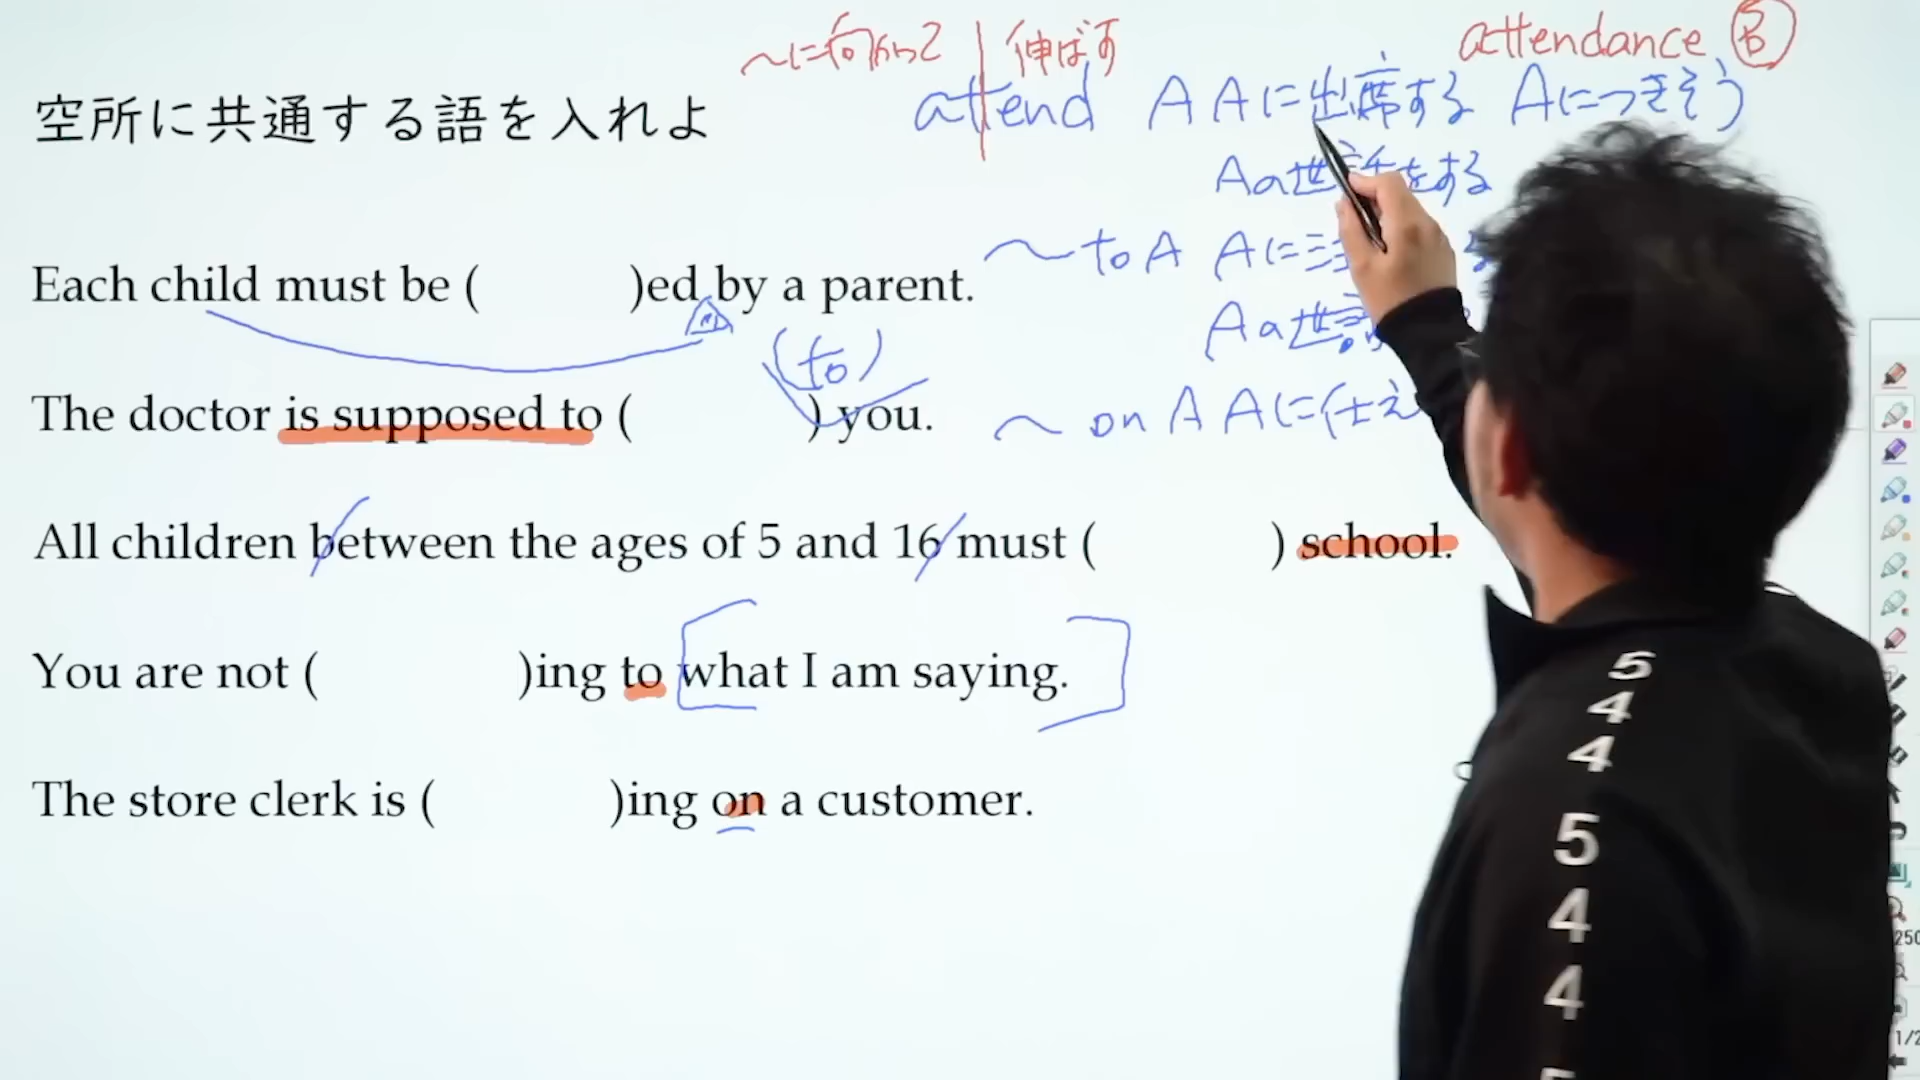 〜に向かって 伸ばす attendance 名
attend A Aに出席する Aにつきそう
空所に共通する語を入れよ
Aの世話をする
〜 to A Aに
Each child must be ( )ed by a parent.
Aの世話
(to)
The doctor is supposed to ( ) you.
〜 on A Aに仕え
All children between the ages of 5 and 16 must ( ) school.
You are not ( )ing to what I am saying.
The store clerk is ( )ing on a customer.
5
4
4
5
4
4
5
250
1/2